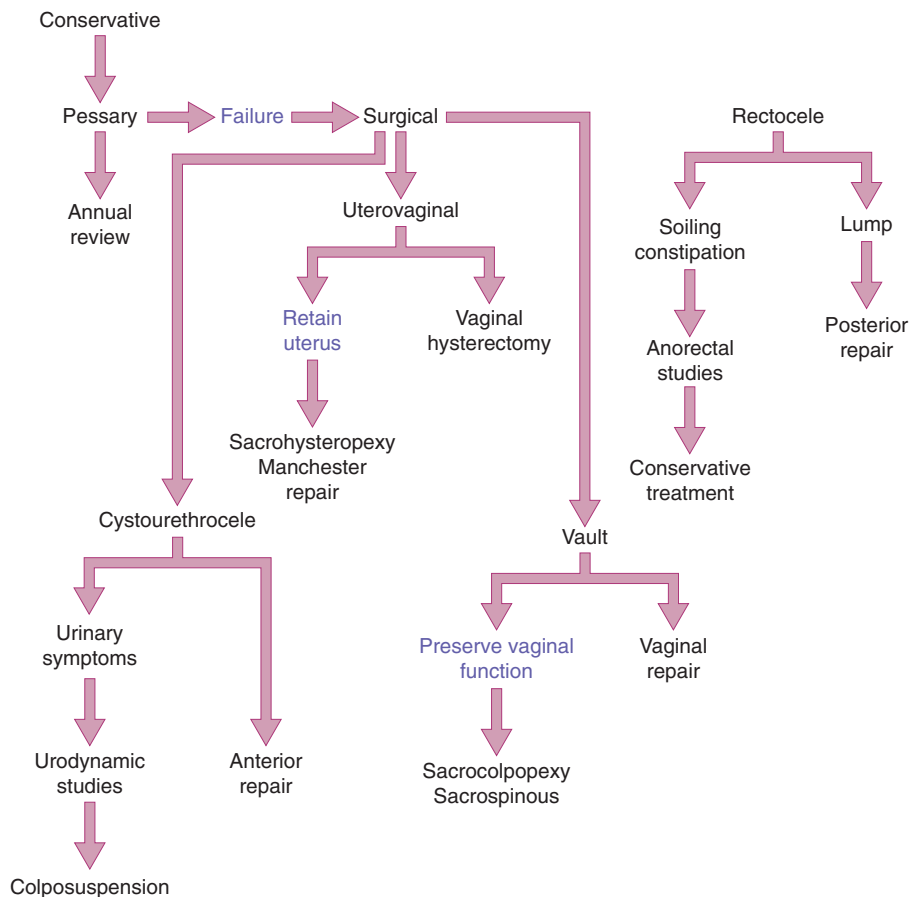 Conservative
Pessary
Failure
Surgical
Rectocele
Annual
review
Uterovaginal
Soiling
constipation
Lump
Retain
uterus
Vaginal
hysterectomy
Anorectal
studies
Posterior
repair
Sacrohysteropexy
Manchester
repair
Conservative
treatment
Cystourethrocele
Vault
Urinary
symptoms
Preserve vaginal
function
Vaginal
repair
Urodynamic
studies
Anterior
repair
Sacrocolpopexy
Sacrospinous
Colposuspension